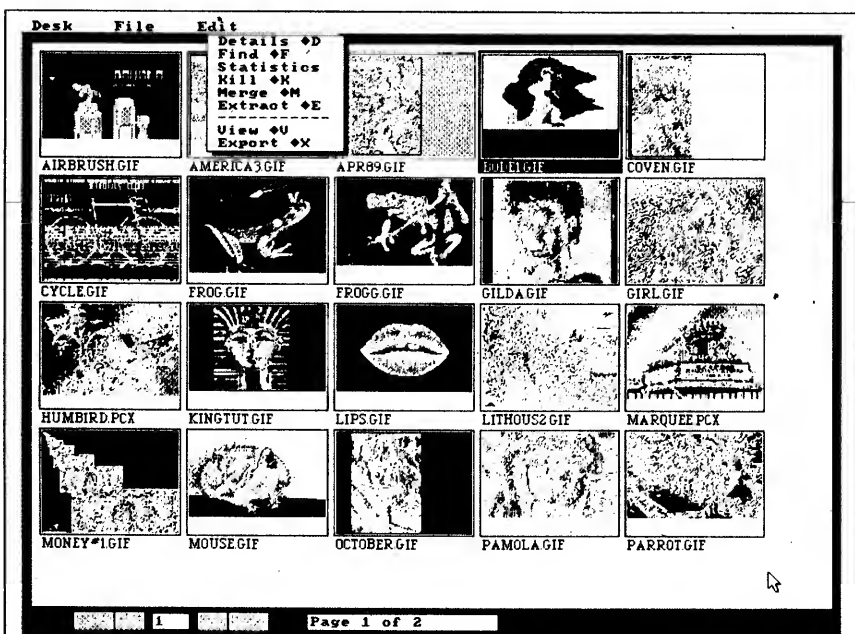 Desk File Edit
Details ◆D
Find ◆F
Statistics
Kill ◆K
Merge ◆M
Extract ◆E
------------
View ◆V
Export ◆X
AIRBRUSH.GIF AMERICA3.GIF APR89.GIF BODE1.GIF COVEN.GIF
CYCLE.GIF FROG.GIF FROGG.GIF GILDA.GIF GIRL.GIF
HUMBIRD.PCX KINGTUT.GIF LIPS.GIF LITHOUS2.GIF MARQUEE.PCX
MONEY#1.GIF MOUSE.GIF OCTOBER.GIF PAMOLA.GIF PARROT.GIF
1 Page 1 of 2